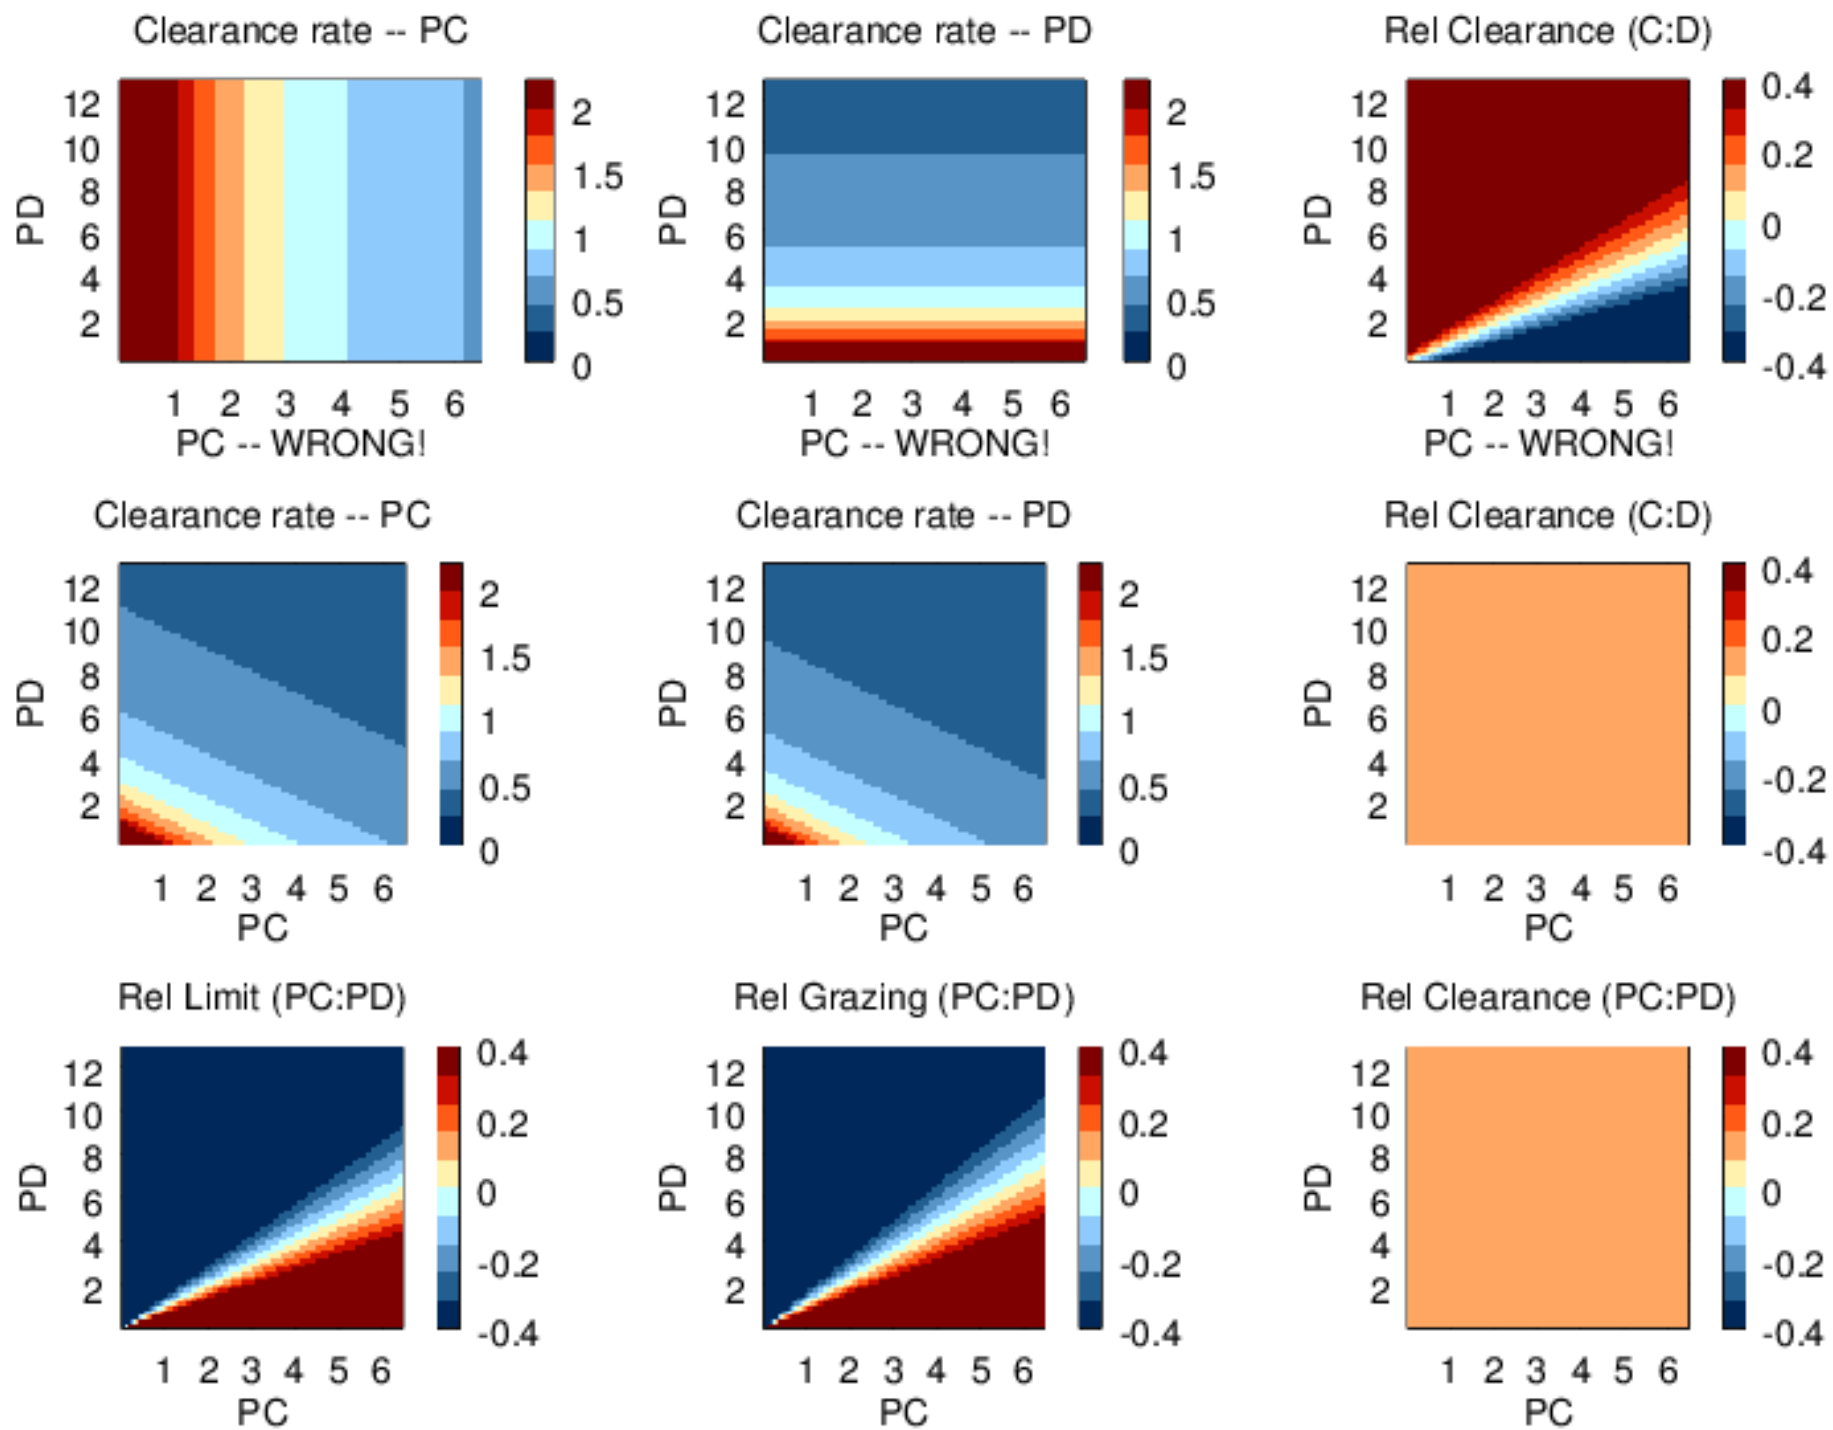 Clearance rate -- PC
Clearance rate -- PD
Rel Clearance (C:D)
PD
12
10
8
6
4
2
1 2 3 4 5 6
PC -- WRONG!
2
1.5
1
0.5
0
PD
12
10
8
6
4
2
1 2 3 4 5 6
PC -- WRONG!
2
1.5
1
0.5
0
PD
12
10
8
6
4
2
1 2 3 4 5 6
PC -- WRONG!
0.4
0.2
0
-0.2
-0.4
Clearance rate -- PC
Clearance rate -- PD
Rel Clearance (C:D)
PD
12
10
8
6
4
2
1 2 3 4 5 6
PC
2
1.5
1
0.5
0
PD
12
10
8
6
4
2
1 2 3 4 5 6
PC
2
1.5
1
0.5
0
PD
12
10
8
6
4
2
1 2 3 4 5 6
PC
0.4
0.2
0
-0.2
-0.4
Rel Limit (PC:PD)
Rel Grazing (PC:PD)
Rel Clearance (PC:PD)
PD
12
10
8
6
4
2
1 2 3 4 5 6
PC
0.4
0.2
0
-0.2
-0.4
PD
12
10
8
6
4
2
1 2 3 4 5 6
PC
0.4
0.2
0
-0.2
-0.4
PD
12
10
8
6
4
2
1 2 3 4 5 6
PC
0.4
0.2
0
-0.2
-0.4